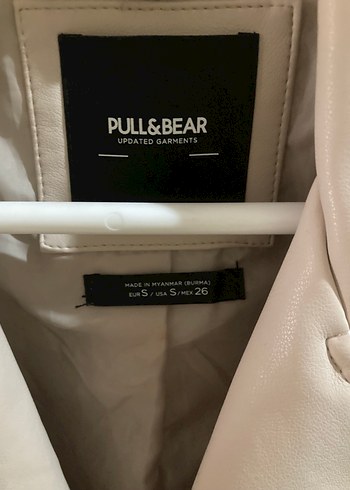 PULL&BEAR
UPDATED GARMENTS
MADE IN MYANMAR (BURMA)
EUR S / USA S / MEX 26